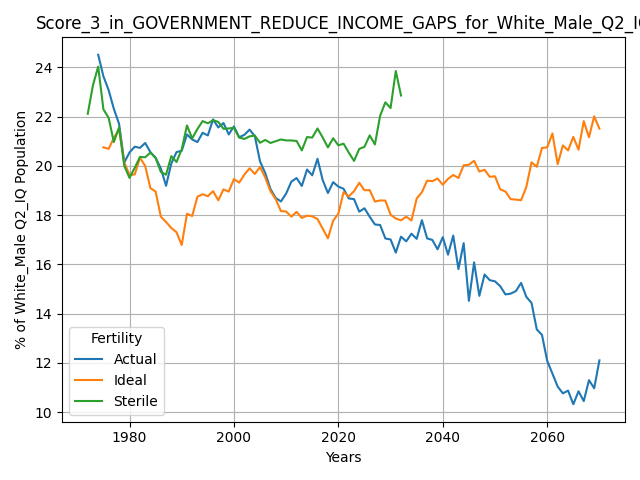 Score_3_in_GOVERNMENT_REDUCE_INCOME_GAPS_for_White_Male_Q2_IQ
24
22
20
18
16
14
12
10
% of White_Male Q2_IQ Population
Fertility
Actual
Ideal
Sterile
1980
2000
2020
2040
2060
Years